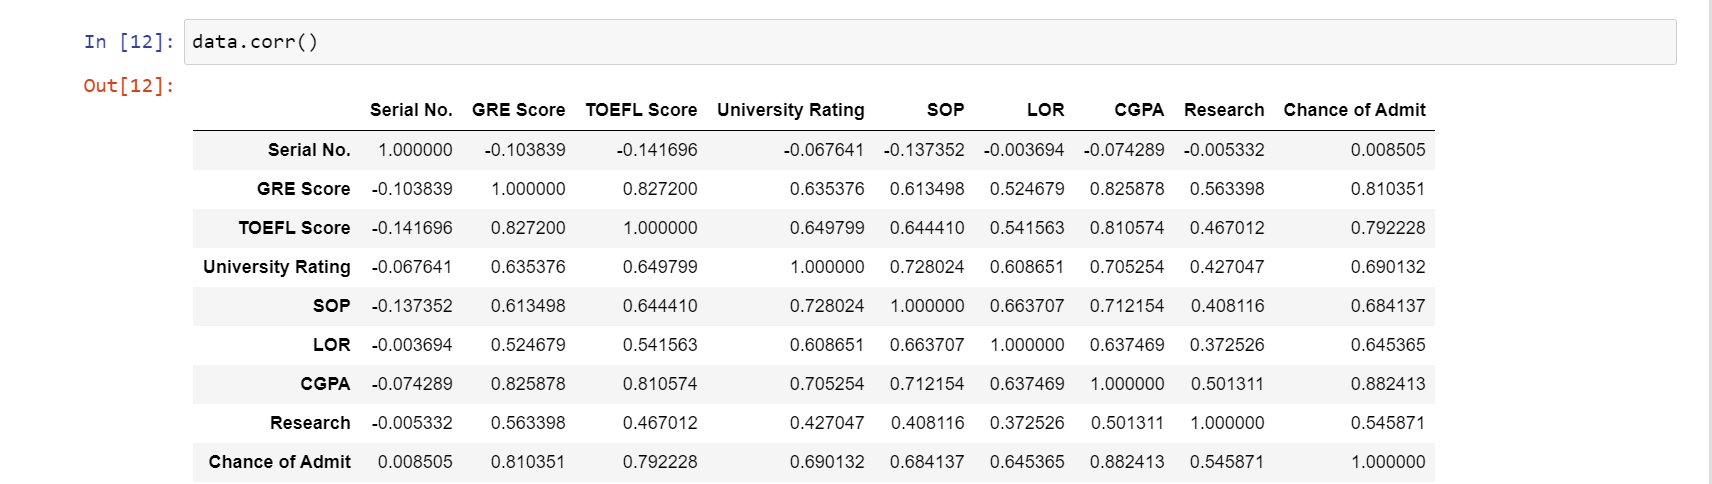 In [12]: data.corr()
Out[12]:
Serial No. GRE Score TOEFL Score University Rating SOP LOR CGPA Research Chance of Admit
Serial No. 1.000000 -0.103839 -0.141696 -0.067641 -0.137352 -0.003694 -0.074289 -0.005332 0.008505
GRE Score -0.103839 1.000000 0.827200 0.635376 0.613498 0.524679 0.825878 0.563398 0.810351
TOEFL Score -0.141696 0.827200 1.000000 0.649799 0.644410 0.541563 0.810574 0.467012 0.792228
University Rating -0.067641 0.635376 0.649799 1.000000 0.728024 0.608651 0.705254 0.427047 0.690132
SOP -0.137352 0.613498 0.644410 0.728024 1.000000 0.663707 0.712154 0.408116 0.684137
LOR -0.003694 0.524679 0.541563 0.608651 0.663707 1.000000 0.637469 0.372526 0.645365
CGPA -0.074289 0.825878 0.810574 0.705254 0.712154 0.637469 1.000000 0.501311 0.882413
Research -0.005332 0.563398 0.467012 0.427047 0.408116 0.372526 0.501311 1.000000 0.545871
Chance of Admit 0.008505 0.810351 0.792228 0.690132 0.684137 0.645365 0.882413 0.545871 1.000000